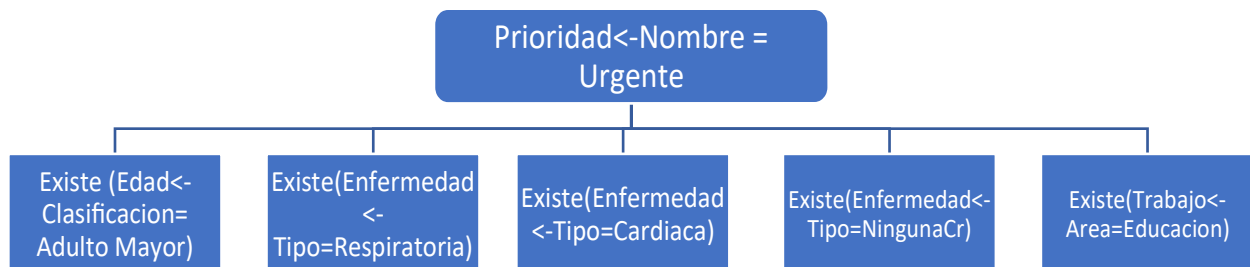 Prioridad<-Nombre =
Urgente
Existe (Edad<-
Clasificacion=
Adulto Mayor)
Existe(Enfermedad
<-
Tipo=Respiratoria)
Existe(Enfermedad
<-Tipo=Cardiaca)
Existe(Enfermedad<-
Tipo=NingunaCr)
Existe(Trabajo<-
Area=Educacion)